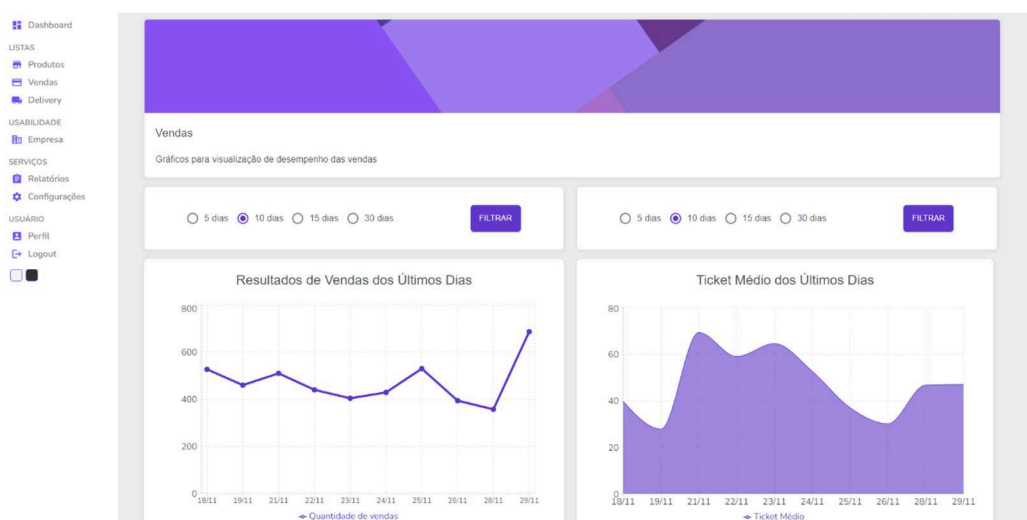 Dashboard
LISTAS
Produtos
Vendas
Delivery
USABILIDADE
Empresa
SERVIÇOS
Relatórios
Configurações
USUÁRIO
Perfil
Logout
Vendas
Gráficos para visualização de desempenho das vendas
5 dias 10 dias 15 dias 30 dias FILTRAR
5 dias 10 dias 15 dias 30 dias FILTRAR
Resultados de Vendas dos Últimos Dias
800
600
400
200
0
18/11 19/11 21/11 22/11 23/11 24/11 25/11 26/11 28/11 29/11
Quantidade de vendas
Ticket Médio dos Últimos Dias
80
60
40
20
0
18/11 19/11 21/11 22/11 23/11 24/11 25/11 26/11 28/11 29/11
Ticket Médio